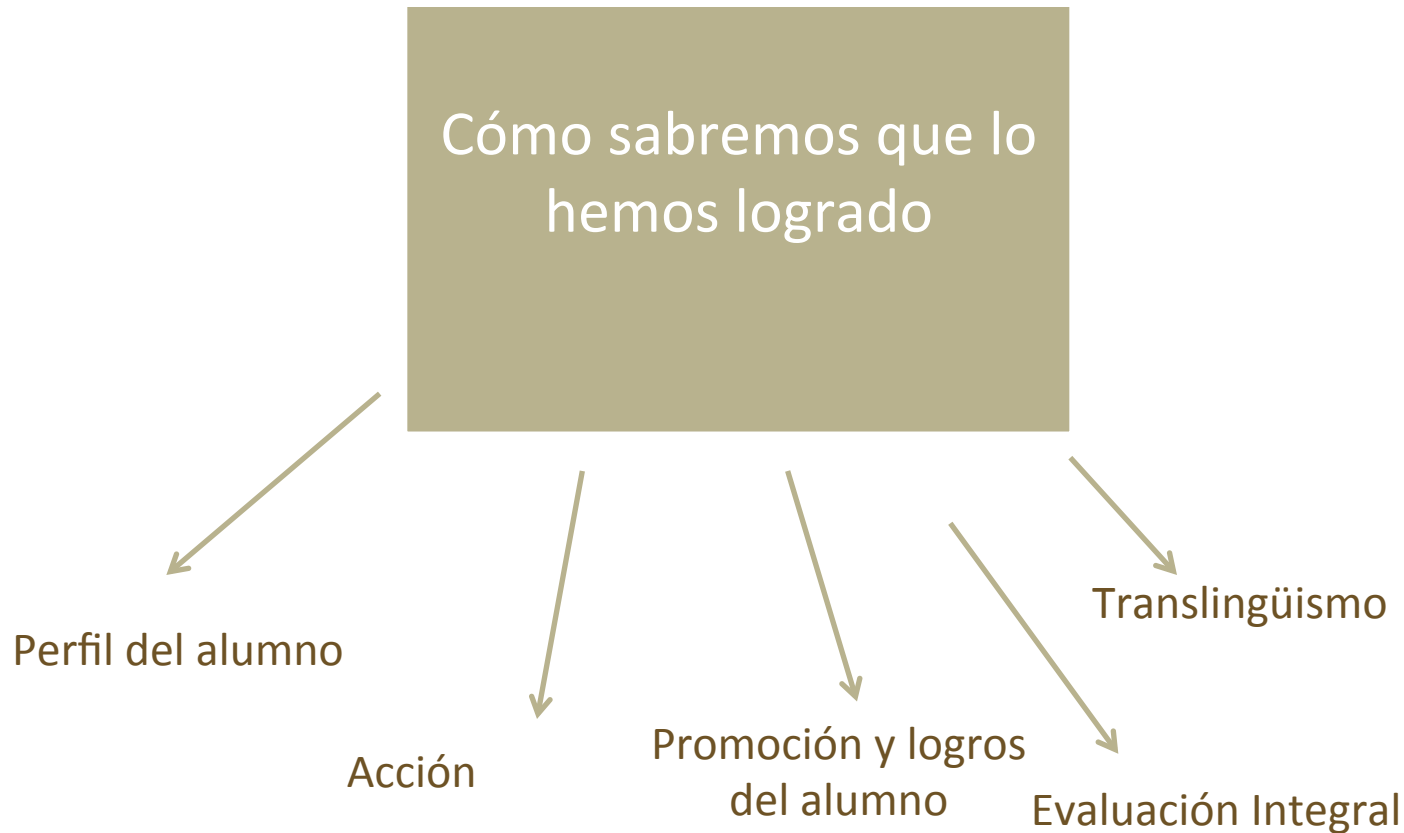 Cómo sabremos que lo
hemos logrado
Perfil del alumno
Acción
Promoción y logros
del alumno
Evaluación Integral
Translingüismo